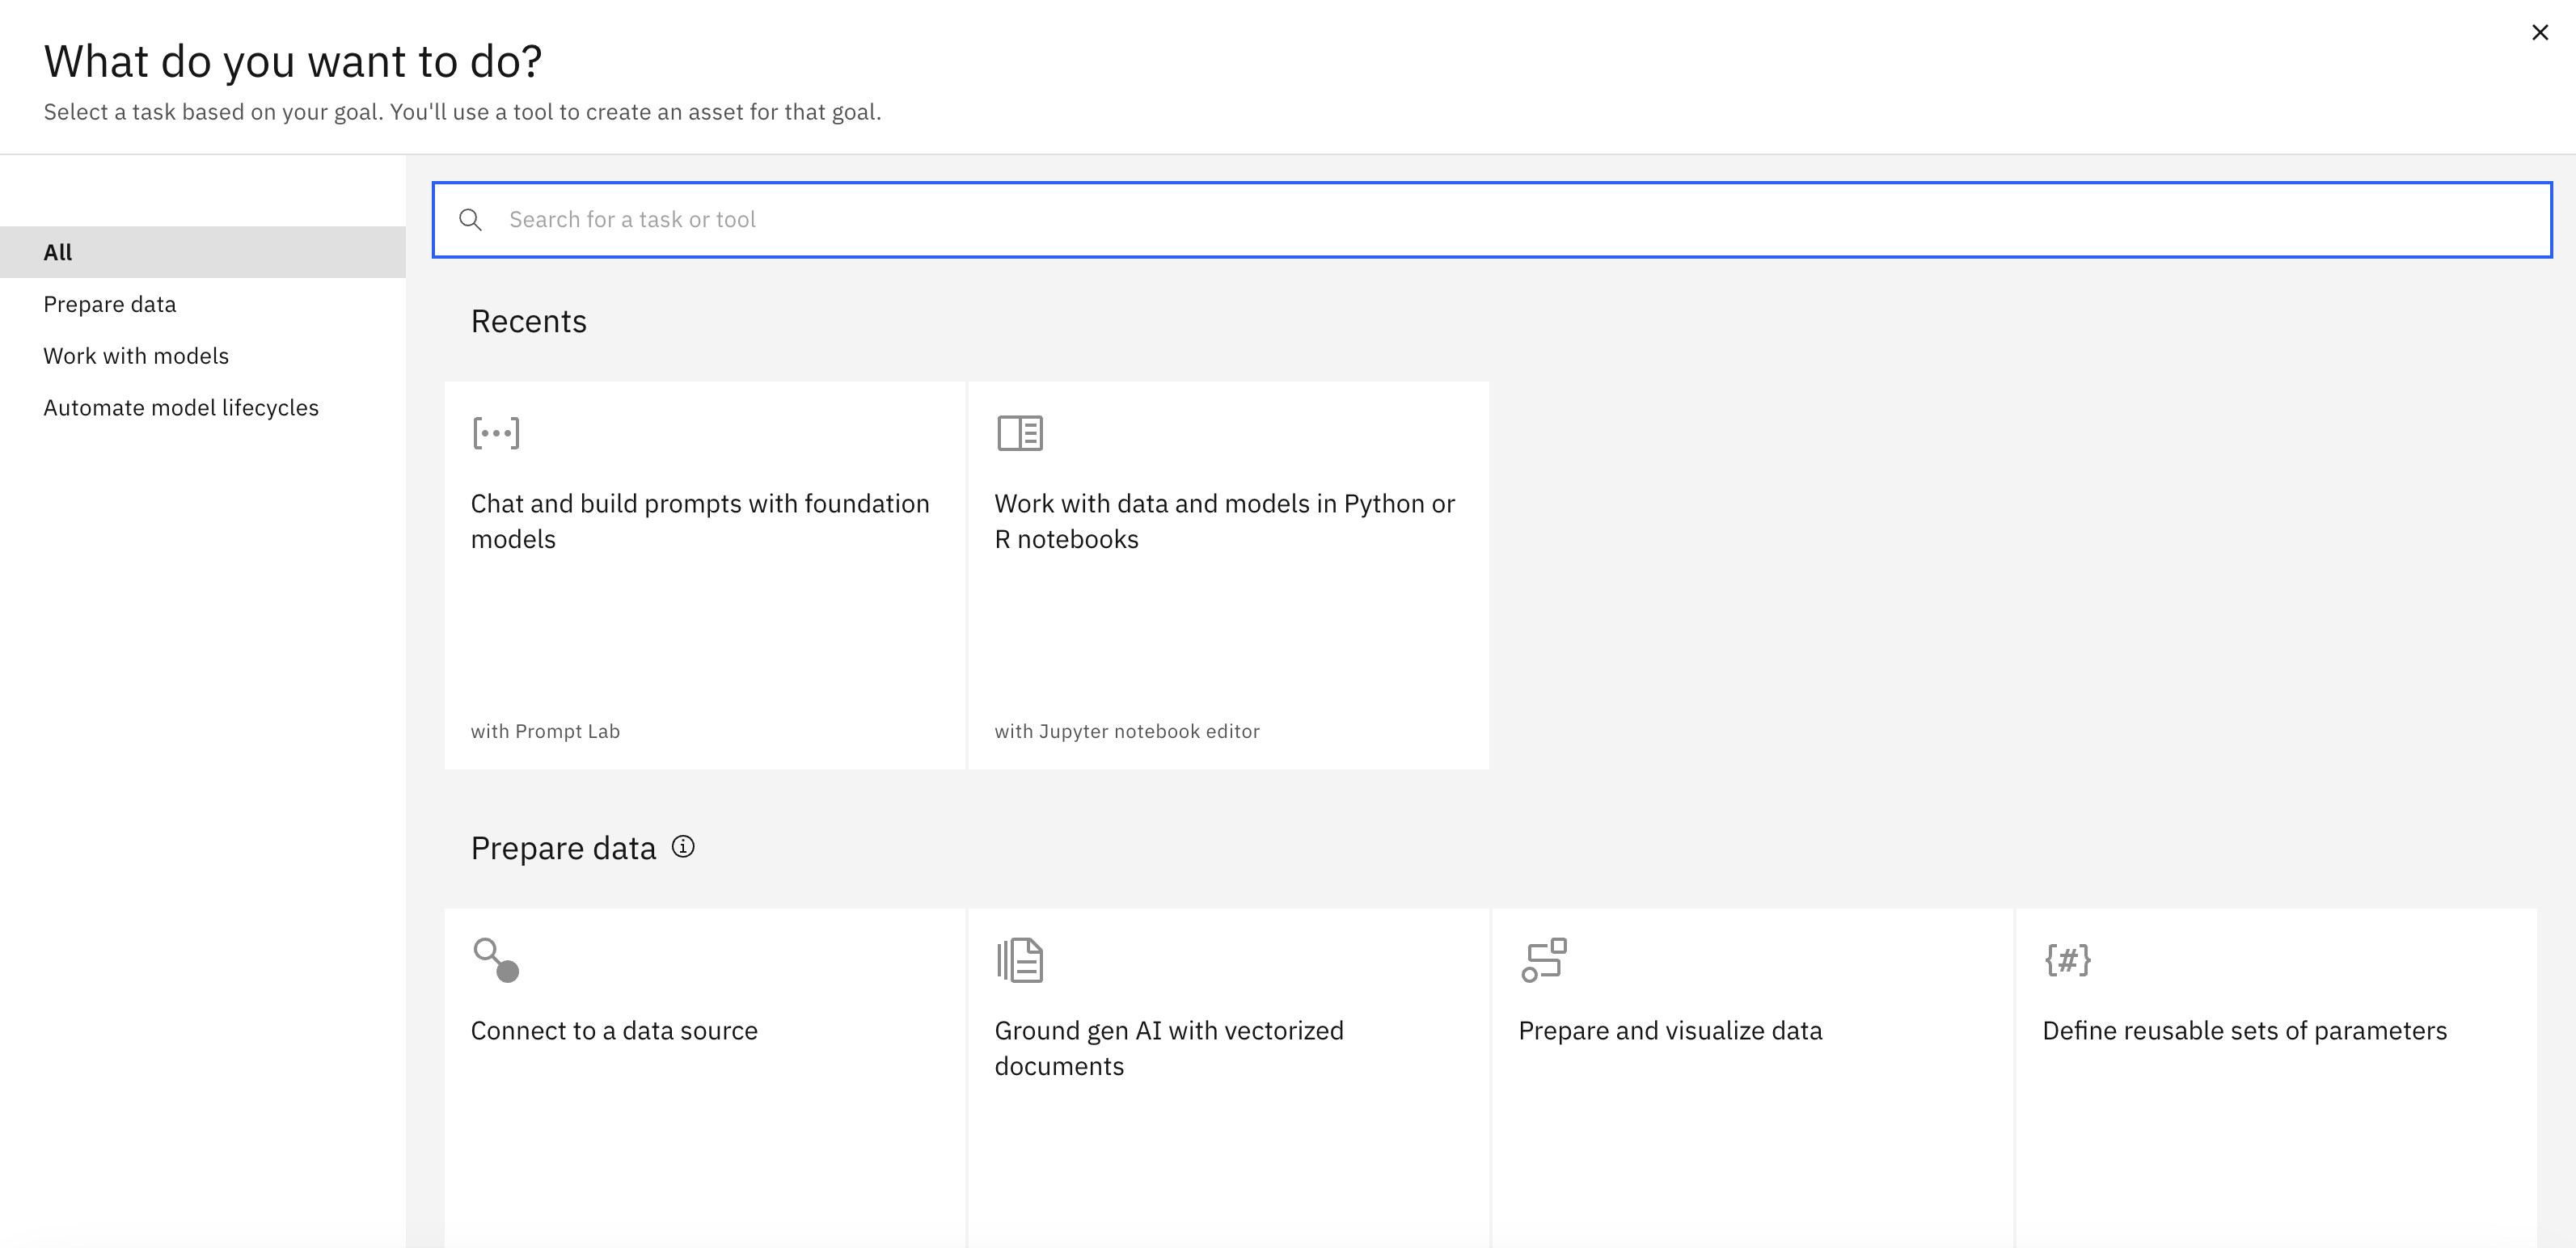 What do you want to do?
Select a task based on your goal. You'll use a tool to create an asset for that goal.
All
Prepare data
Work with models
Automate model lifecycles
Search for a task or tool
Recents
Chat and build prompts with foundation
models
with Prompt Lab
Work with data and models in Python or
R notebooks
with Jupyter notebook editor
Prepare data
Connect to a data source
Ground gen AI with vectorized
documents
Prepare and visualize data
{#}
Define reusable sets of parameters